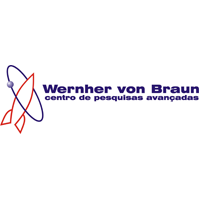 Wernher von Braun
centro de pesquisas avançadas